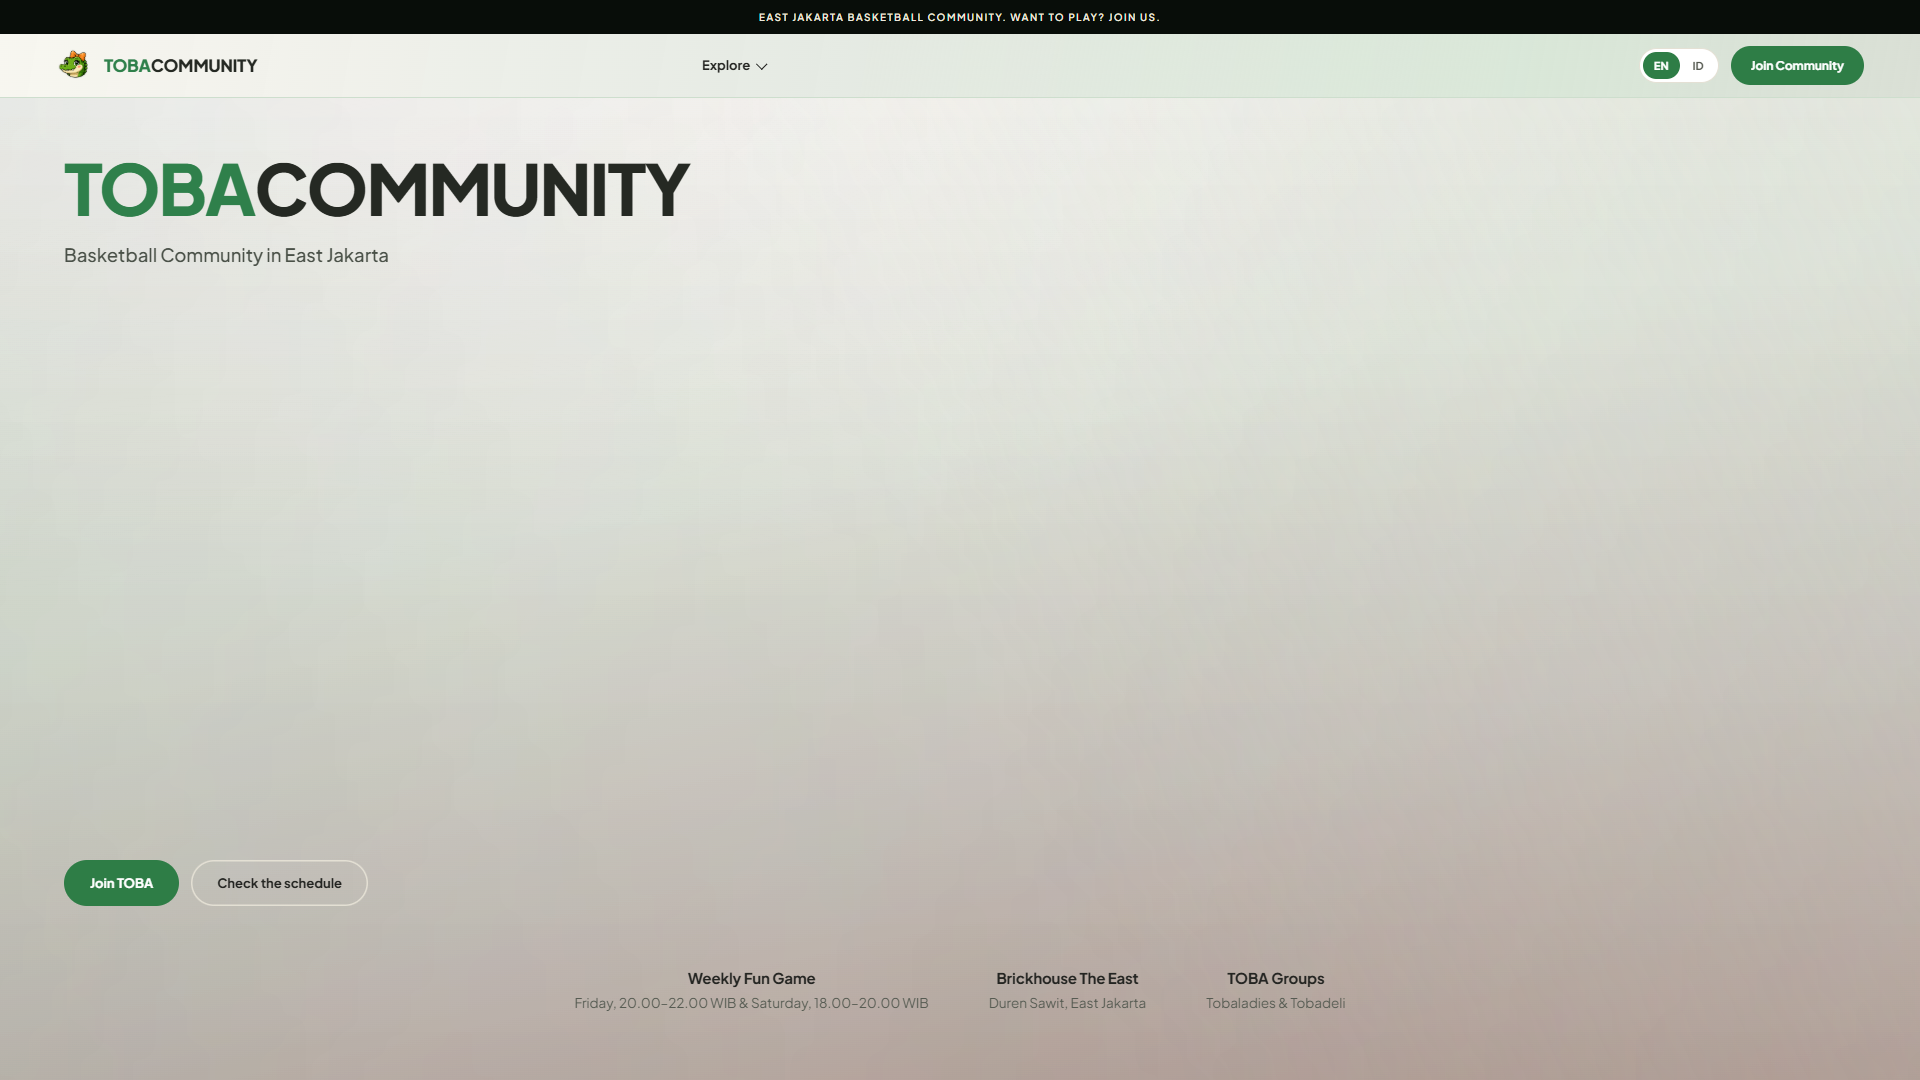 EAST JAKARTA BASKETBALL COMMUNITY. WANT TO PLAY? JOIN US.
TOBACOMMUNITY
Explore
EN ID
Join Community
TOBACOMMUNITY
Basketball Community in East Jakarta
Join TOBA
Check the schedule
Weekly Fun Game
Friday, 20.00–22.00 WIB & Saturday, 18.00–20.00 WIB
Brickhouse The East
Duren Sawit, East Jakarta
TOBA Groups
Tobaladies & Tobadeli